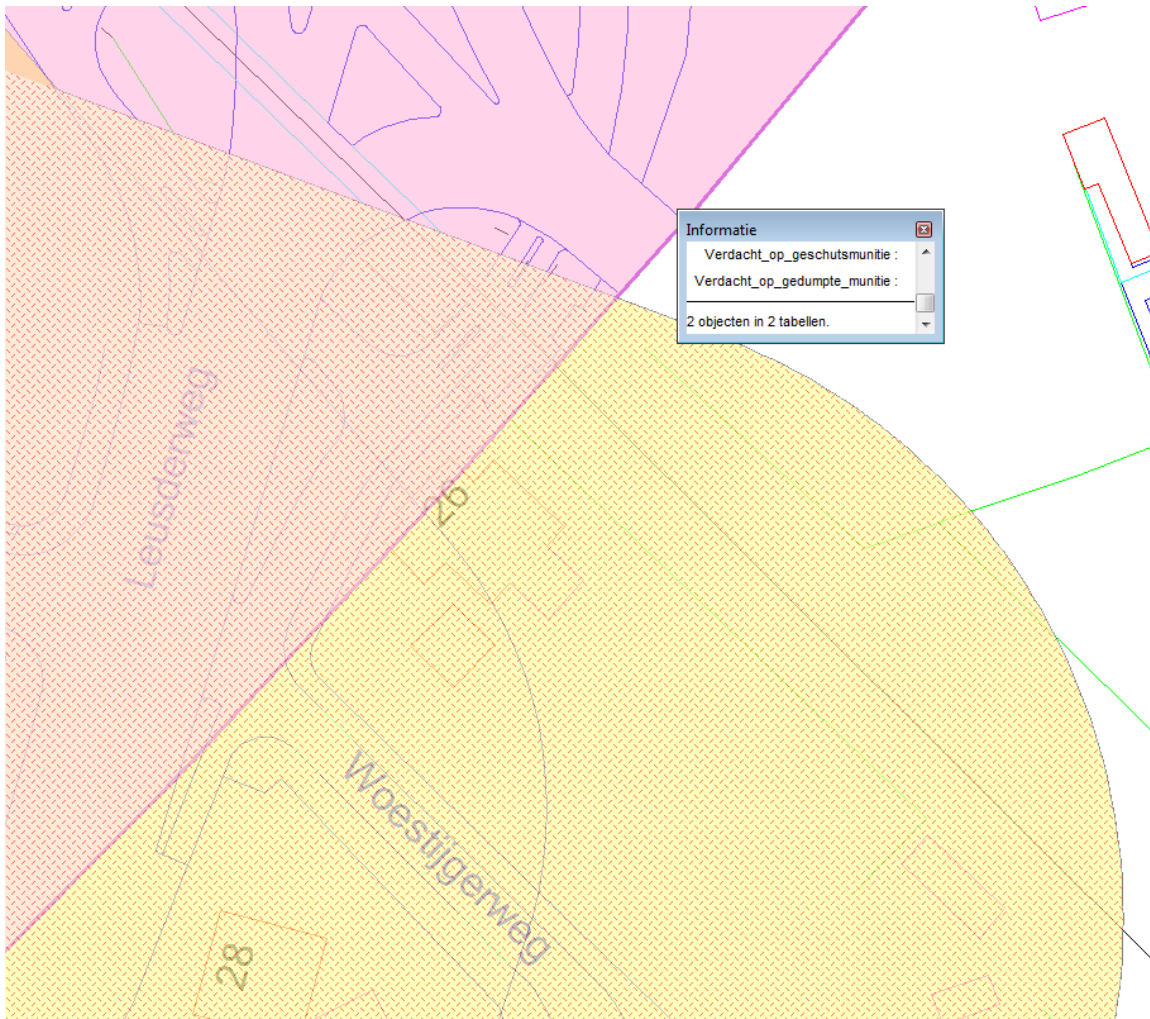 Informatie
Verdacht_op_geschutsmunitie :
Verdacht_op_gedumpte_munitie :
2 objecten in 2 tabellen.
Leusderweg
26
Woestijgerweg
28